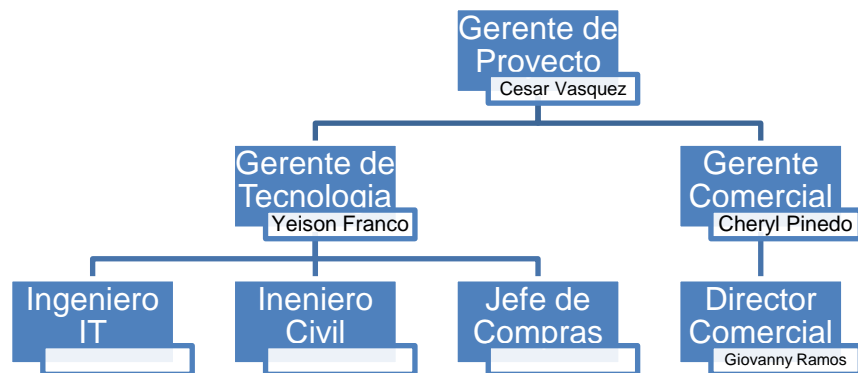 Gerente de
Proyecto
Cesar Vasquez
Gerente de
Tecnologia
Yeison Franco
Gerente
Comercial
Cheryl Pinedo
Ingeniero
IT
Ineniero
Civil
Jefe de
Compras
Director
Comercial
Giovanny Ramos